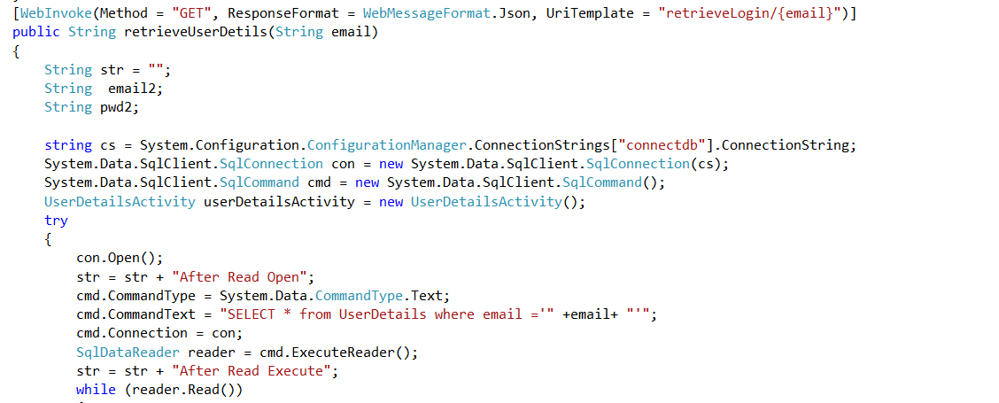 [WebInvoke(Method = "GET", ResponseFormat = WebMessageFormat.Json, UriTemplate = "retrieveLogin/{email}")]
public String retrieveUserDetils(String email)
{
String str = "";
String  email2;
String pwd2;
string cs = System.Configuration.ConfigurationManager.ConnectionStrings["connectdb"].ConnectionString;
System.Data.SqlClient.SqlConnection con = new System.Data.SqlClient.SqlConnection(cs);
System.Data.SqlClient.SqlCommand cmd = new System.Data.SqlClient.SqlCommand();
UserDetailsActivity userDetailsActivity = new UserDetailsActivity();
try
{
con.Open();
str = str + "After Read Open";
cmd.CommandType = System.Data.CommandType.Text;
cmd.CommandText = "SELECT * from UserDetails where email ='" +email+ "'";
cmd.Connection = con;
SqlDataReader reader = cmd.ExecuteReader();
str = str + "After Read Execute";
while (reader.Read())